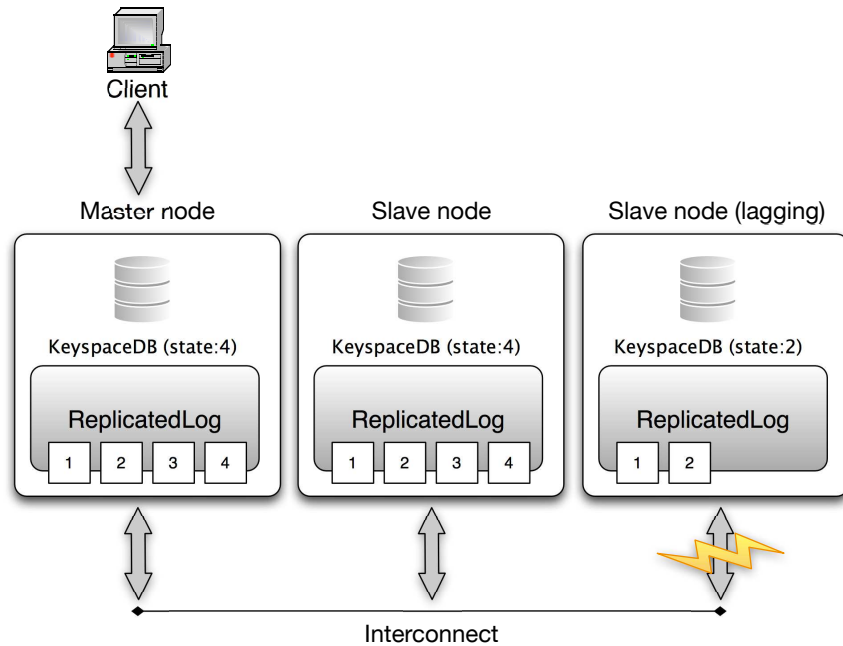 Client
Master node
Slave node
Slave node (lagging)
KeyspaceDB (state:4)
KeyspaceDB (state:4)
KeyspaceDB (state:2)
ReplicatedLog
ReplicatedLog
ReplicatedLog
1 2 3 4
1 2 3 4
1 2
Interconnect